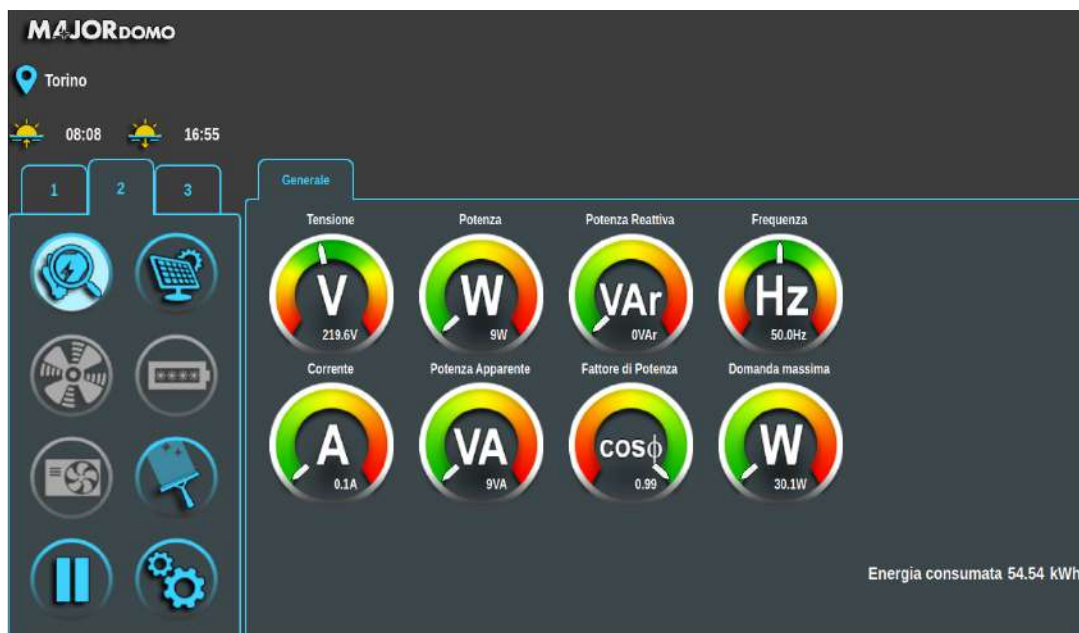 MAJORDOMO
Torino
08:08 16:55
1 2 3
Generale
Tensione Potenza Potenza Reattiva Frequenza
V W VAr Hz
219.6V 9W 0VAr 50.0Hz
Corrente Potenza Apparente Fattore di Potenza Domanda massima
A VA cosϕ W
0.1A 9VA 0.99 30.1W
Energia consumata 54.54 kWh